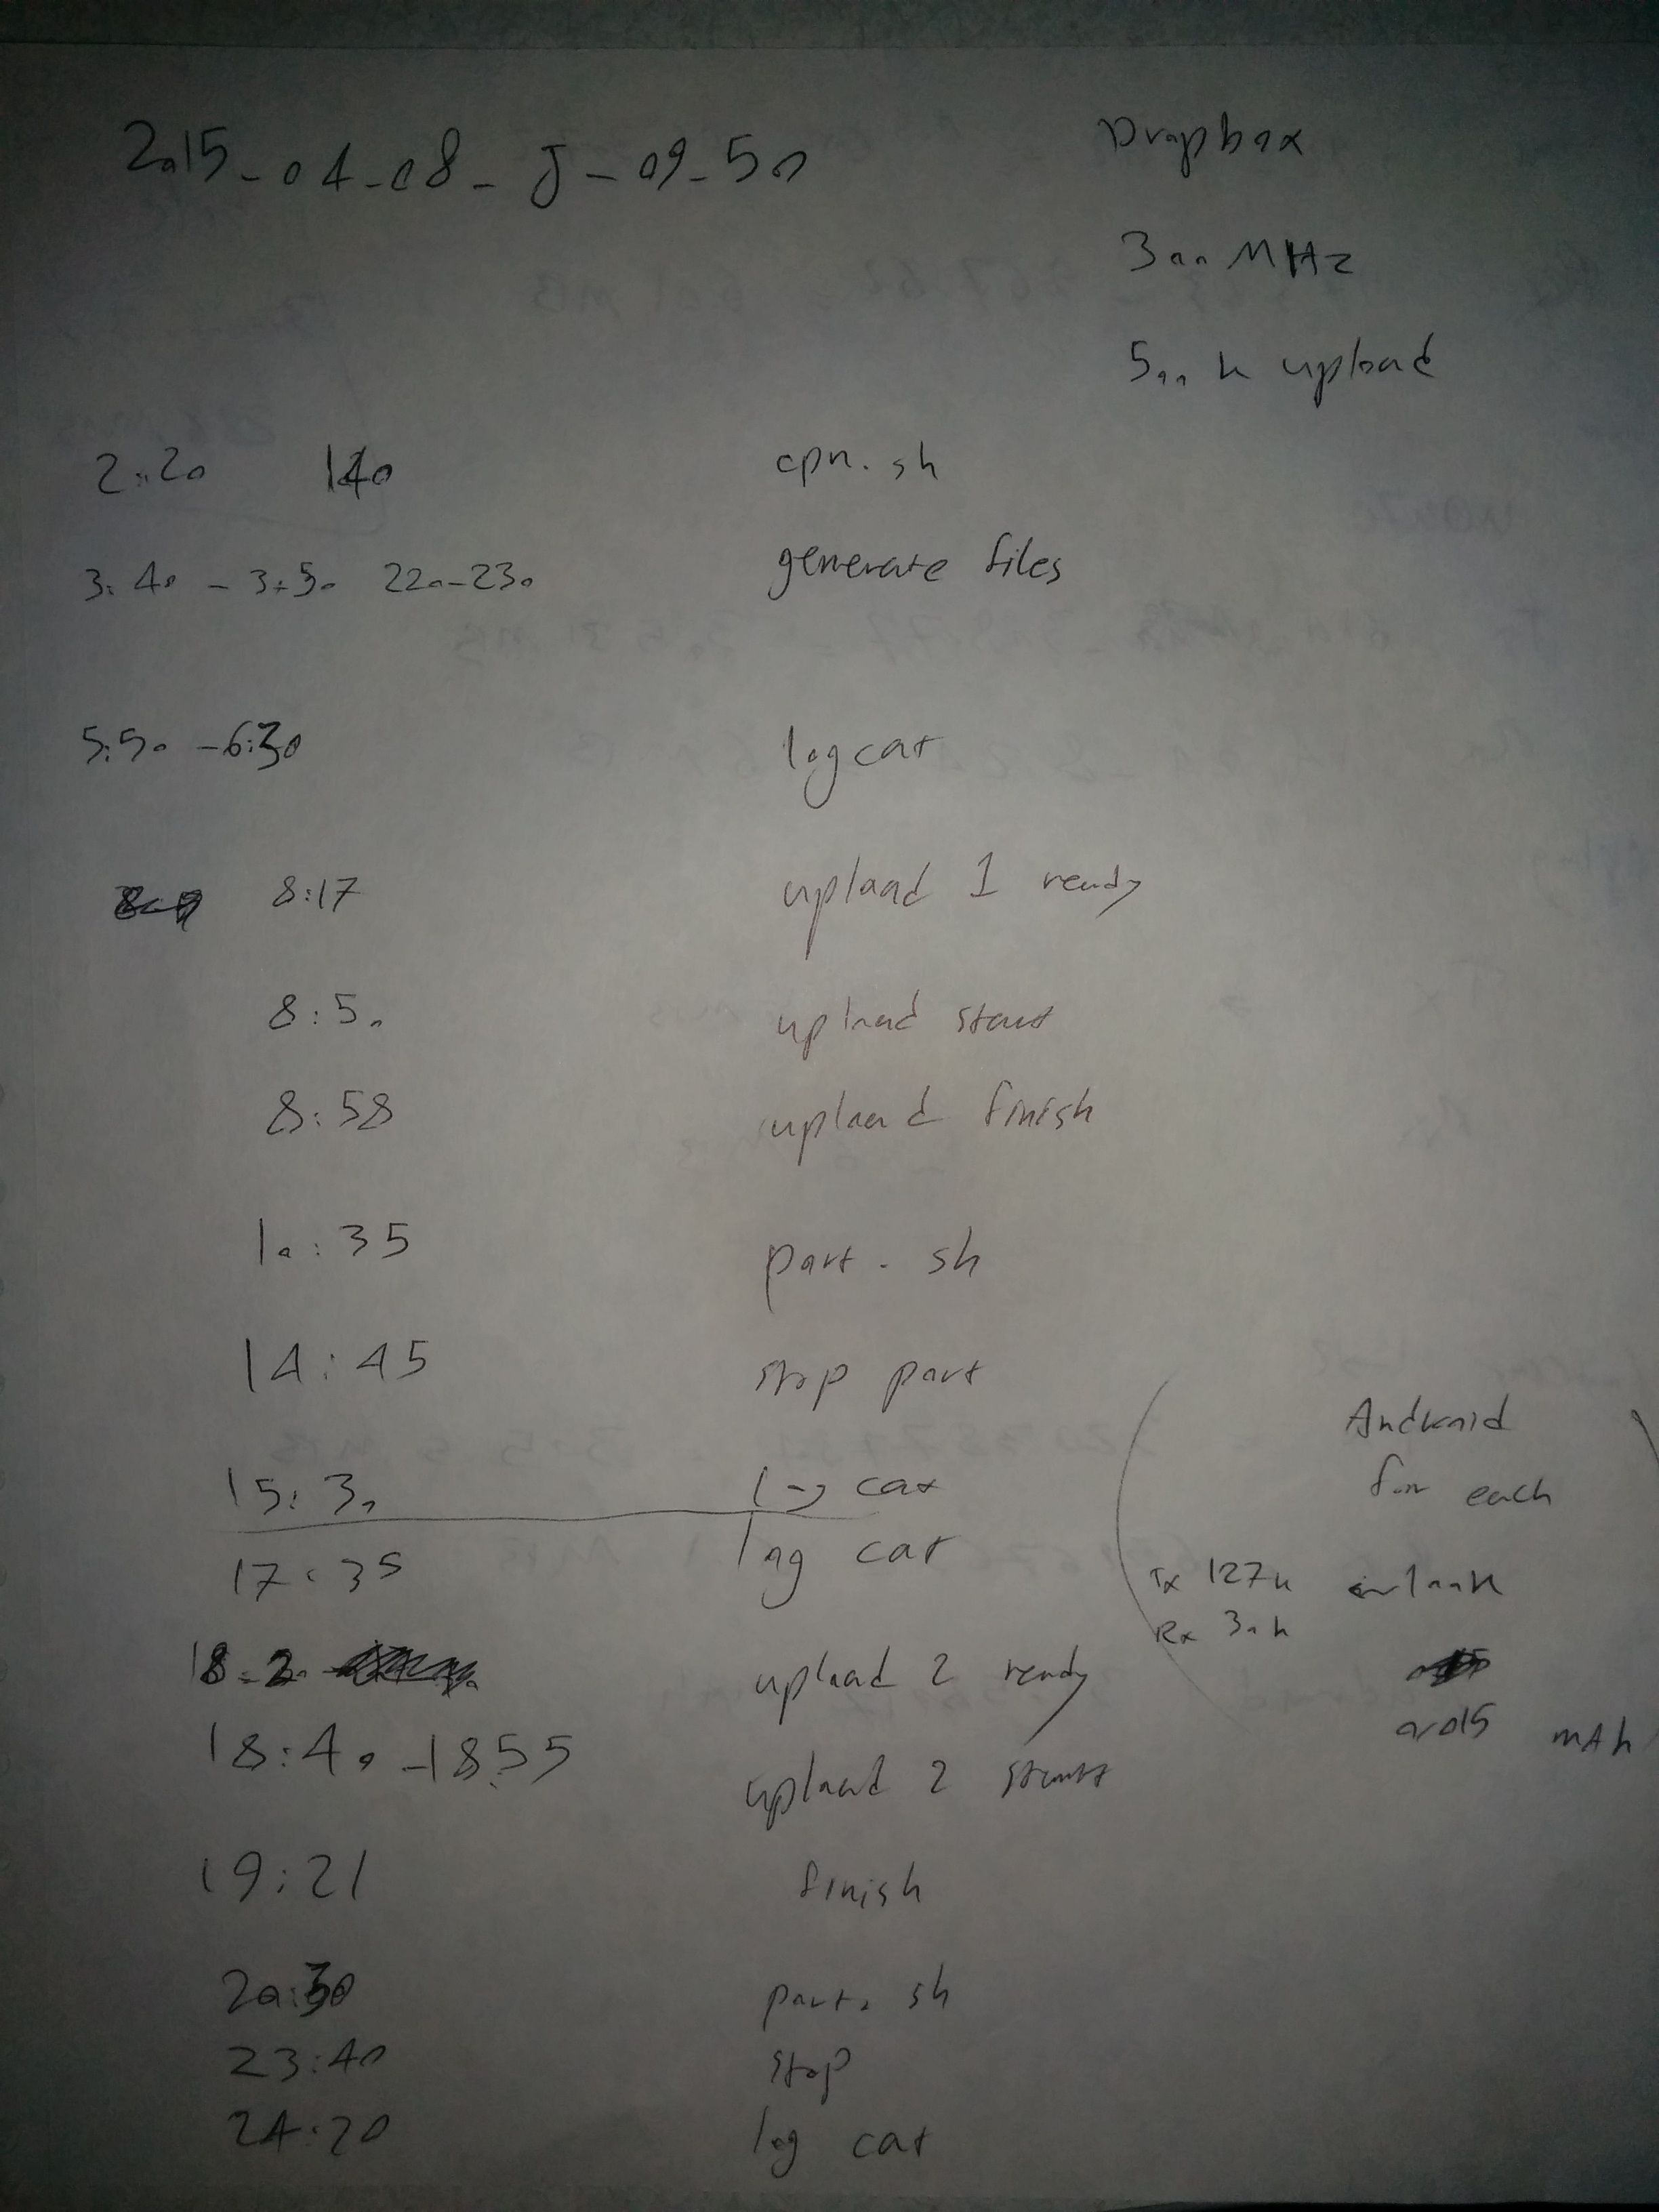 2015-04-08-J-09-50
Dropbox
300 MHz
500 k upload
2:20 140 cpn.sh
3:40 - 3:50 220-230 generate files
5:50 - 6:30 logcat
8:17 upload 1 ready
8:50 upload start
8:58 upload finish
10:35 part.sh
14:45 stop part
15:30 log cat
17:35 log cat
18:20 upload 2 ready
18:40 - 18:55 upload 2 start
19:21 finish
20:30 part.sh
23:40 stop
24:20 log cat
Android
for each
Tx 127k
Rx 30k
mAh